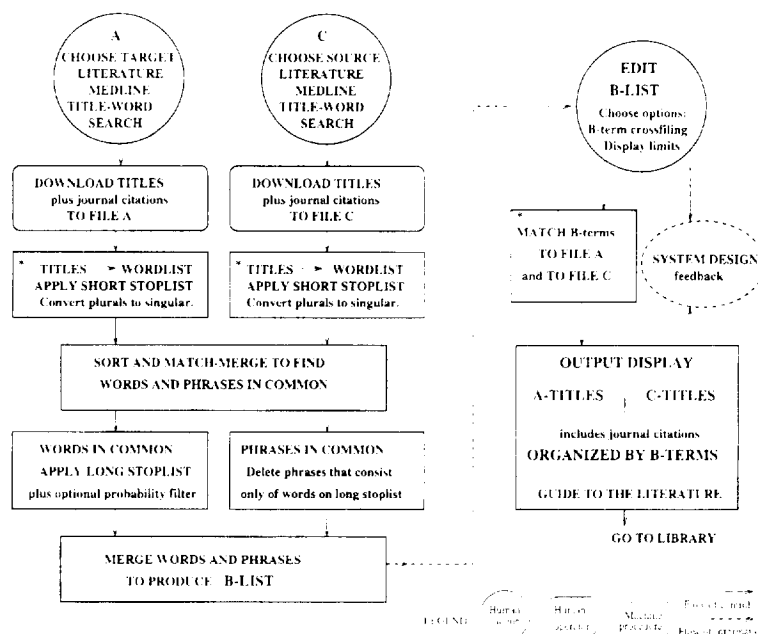 A
CHOOSE TARGET
LITERATURE
MEDLINE
TITLE-WORD
SEARCH
DOWNLOAD TITLES
plus journal citations
TO FILE A
* TITLES ➤ WORDLIST
APPLY SHORT STOPLIST
Convert plurals to singular.
C
CHOOSE SOURCE
LITERATURE
MEDLINE
TITLE-WORD
SEARCH
DOWNLOAD TITLES
plus journal citations
TO FILE C
* TITLES ➤ WORDLIST
APPLY SHORT STOPLIST
Convert plurals to singular.
SORT AND MATCH-MERGE TO FIND
WORDS AND PHRASES IN COMMON
WORDS IN COMMON
APPLY LONG STOPLIST
plus optional probability filter
PHRASES IN COMMON
Delete phrases that consist
only of words on long stoplist
MERGE WORDS AND PHRASES
TO PRODUCE B-LIST
EDIT
B-LIST
Choose options:
B-term crossfiling
Display limits
*
MATCH B-terms
TO FILE A
and TO FILE C
SYSTEM DESIGN
feedback
OUTPUT DISPLAY
A-TITLES C-TITLES
includes journal citations
ORGANIZED BY B-TERMS
GUIDE TO THE LITERATURE
GO TO LIBRARY
LEGEND
Human
Human
Machine